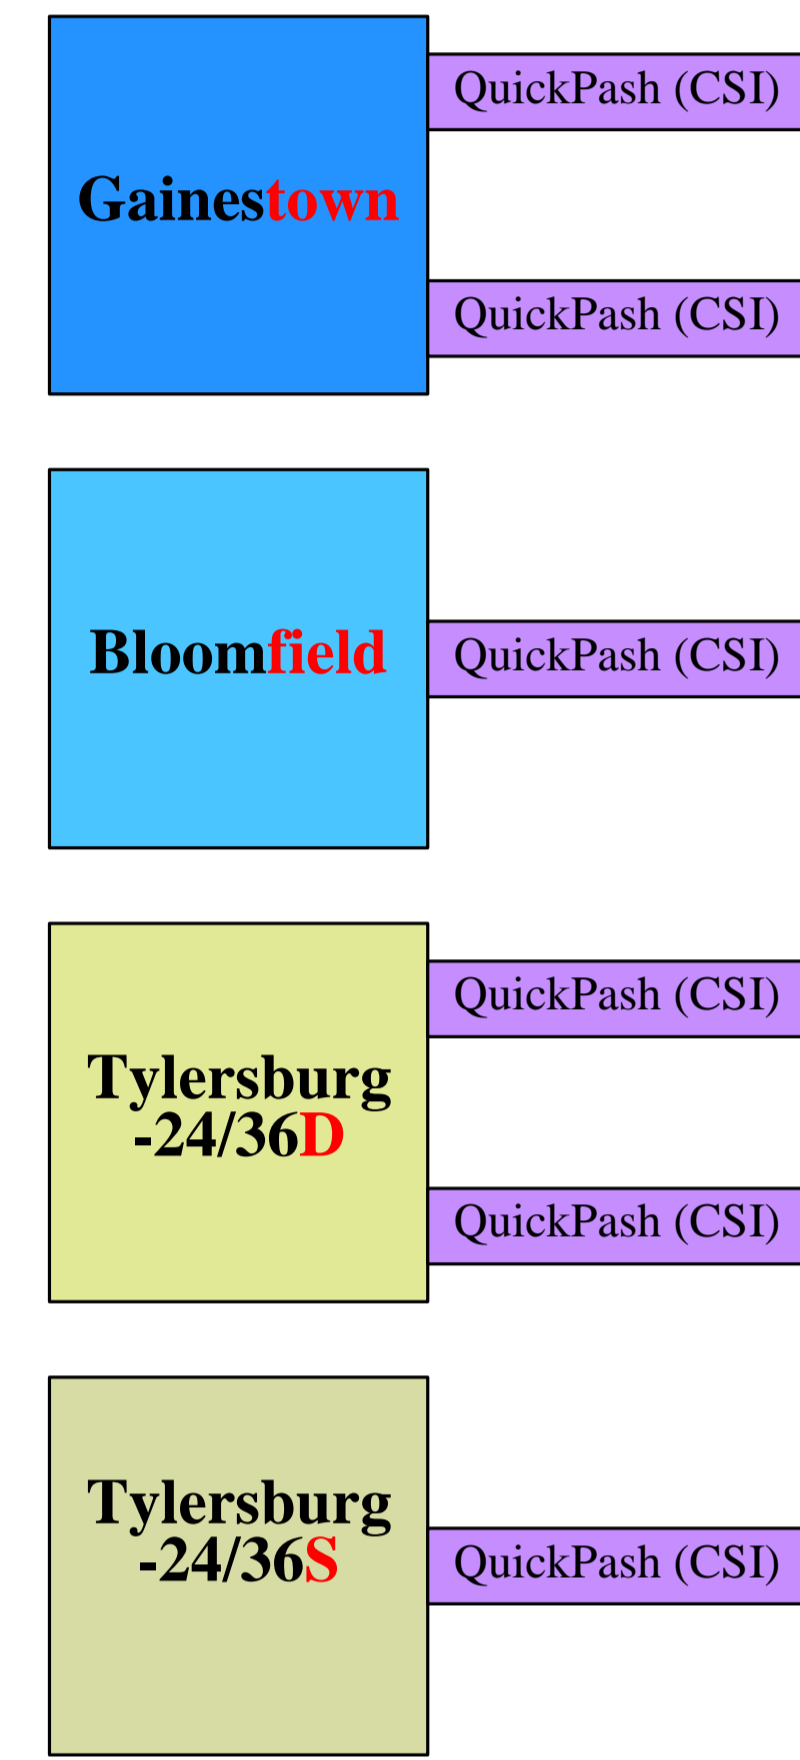 QuickPash (CSI)
Gainestown
QuickPash (CSI)
Bloomfield
QuickPash (CSI)
QuickPash (CSI)
Tylersburg
-24/36D
QuickPash (CSI)
Tylersburg
-24/36S
QuickPash (CSI)